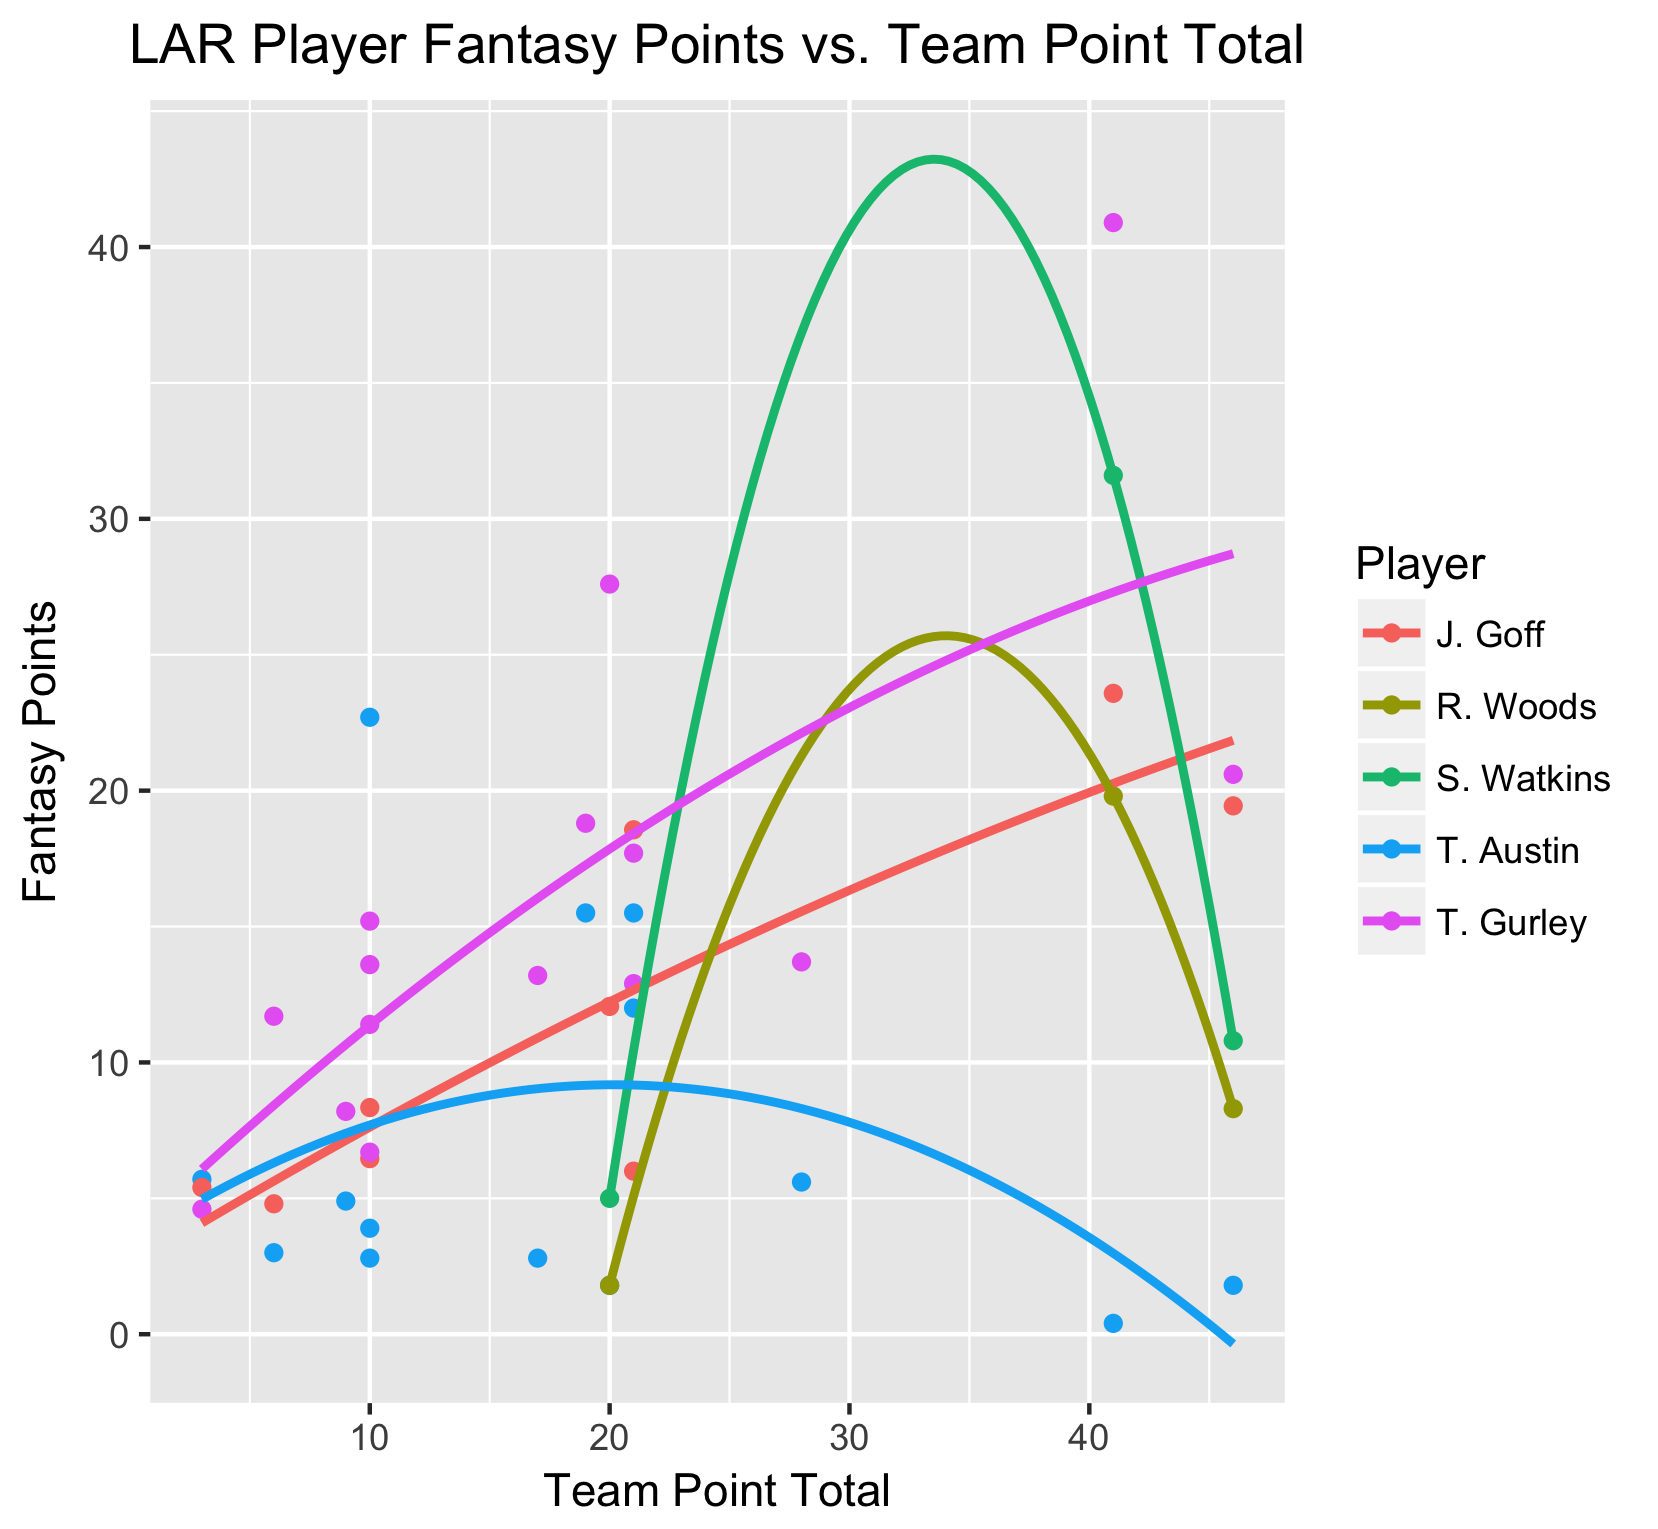 LAR Player Fantasy Points vs. Team Point Total
40
30
20
10
0
Fantasy Points
10 20 30 40
Team Point Total
Player
J. Goff
R. Woods
S. Watkins
T. Austin
T. Gurley